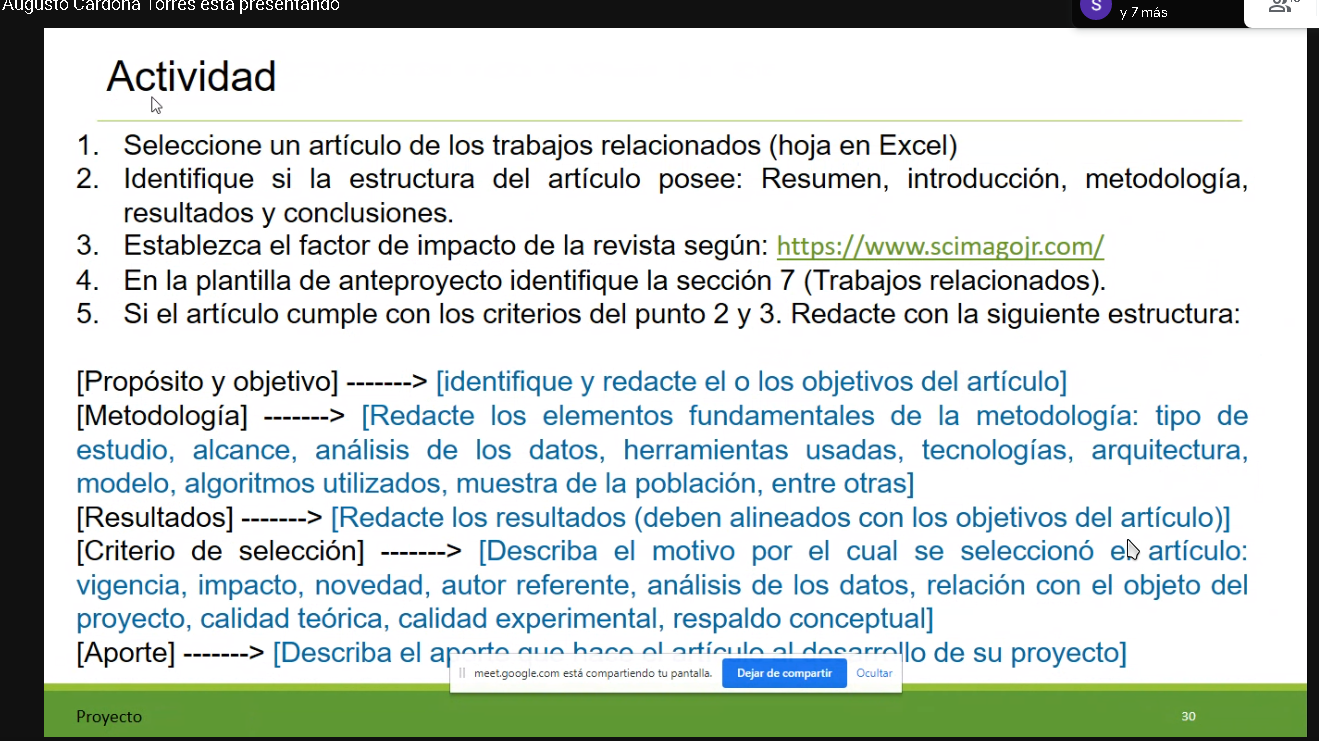 Augusto Cardona Torres está presentando
S
y 7 más
Actividad
1. Seleccione un artículo de los trabajos relacionados (hoja en Excel)
2. Identifique si la estructura del artículo posee: Resumen, introducción, metodología,
resultados y conclusiones.
3. Establezca el factor de impacto de la revista según: https://www.scimagojr.com/
4. En la plantilla de anteproyecto identifique la sección 7 (Trabajos relacionados).
5. Si el artículo cumple con los criterios del punto 2 y 3. Redacte con la siguiente estructura:
[Propósito y objetivo] -------> [identifique y redacte el o los objetivos del artículo]
[Metodología] -------> [Redacte los elementos fundamentales de la metodología: tipo de
estudio, alcance, análisis de los datos, herramientas usadas, tecnologías, arquitectura,
modelo, algoritmos utilizados, muestra de la población, entre otras]
[Resultados] -------> [Redacte los resultados (deben alineados con los objetivos del artículo)]
[Criterio de selección] -------> [Describa el motivo por el cual se seleccionó el artículo:
vigencia, impacto, novedad, autor referente, análisis de los datos, relación con el objeto del
proyecto, calidad teórica, calidad experimental, respaldo conceptual]
[Aporte] -------> [Describa el aporte que hace el artículo al desarrollo de su proyecto]
meet.google.com está compartiendo tu pantalla.
Dejar de compartir
Ocultar
Proyecto
30